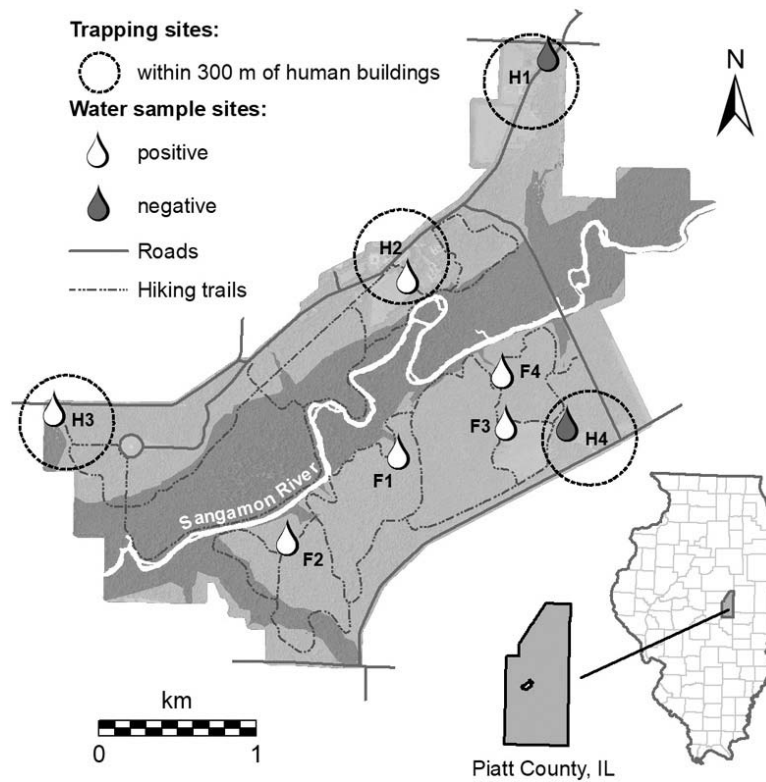 Trapping sites:
within 300 m of human buildings
Water sample sites:
positive
negative
Roads
Hiking trails
N
H1
H2
H3
F4
F3
H4
F1
F2
Sangamon River
km
0 1
Piatt County, IL